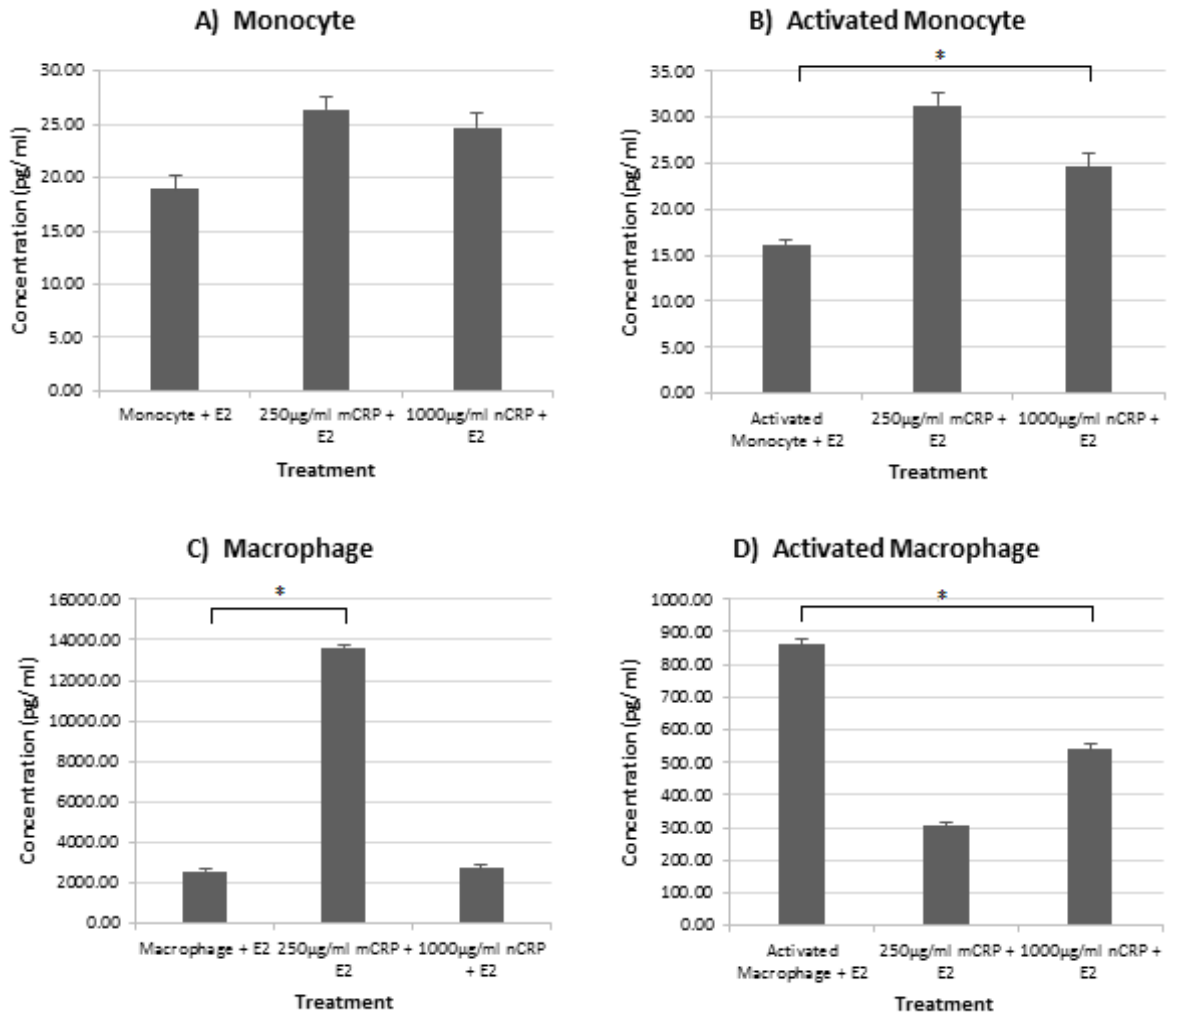 A) Monocyte
30.00
25.00
20.00
15.00
10.00
5.00
0.00
Concentration (pg/ml)
Monocyte + E2
250µg/ml mCRP + E2
1000µg/ml nCRP + E2
Treatment
B) Activated Monocyte
*
35.00
30.00
25.00
20.00
15.00
10.00
5.00
0.00
Concentration (pg/ml)
Activated
Monocyte + E2
250µg/ml mCRP +
E2
1000µg/ml nCRP +
E2
Treatment
C) Macrophage
*
16000.00
14000.00
12000.00
10000.00
8000.00
6000.00
4000.00
2000.00
0.00
Concentration (pg/ml)
Macrophage + E2
250µg/ml mCRP +
E2
1000µg/ml nCRP
+ E2
Treatment
D) Activated Macrophage
*
1000.00
900.00
800.00
700.00
600.00
500.00
400.00
300.00
200.00
100.00
0.00
Concentration (pg/ml)
Activated
Macrophage + E2
250µg/ml mCRP +
E2
1000µg/ml nCRP +
E2
Treatment